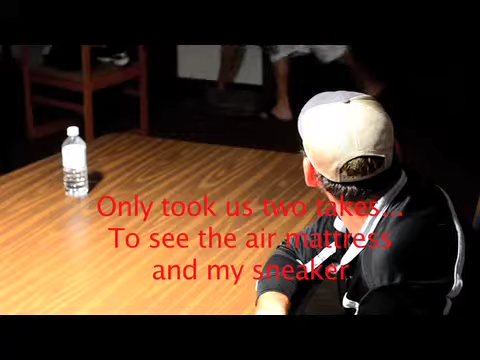 Only took us two takes...
To see the air mattress
and my sneaker.